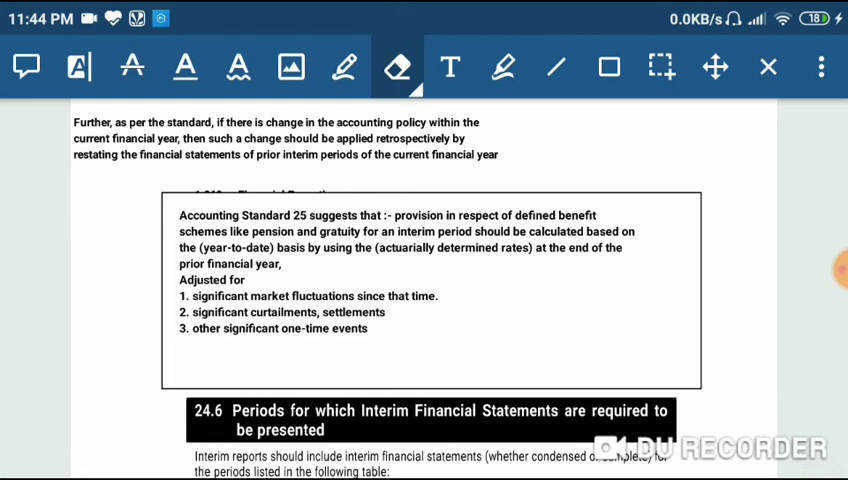 11:44 PM
0.0KB/s
18
A
A
A
A
T
Further, as per the standard, if there is change in the accounting policy within the
current financial year, then such a change should be applied retrospectively by
restating the financial statements of prior interim periods of the current financial year
Accounting Standard 25 suggests that :- provision in respect of defined benefit
schemes like pension and gratuity for an interim period should be calculated based on
the (year-to-date) basis by using the (actuarially determined rates) at the end of the
prior financial year,
Adjusted for
1. significant market fluctuations since that time.
2. significant curtailments, settlements
3. other significant one-time events
24.6 Periods for which Interim Financial Statements are required to
be presented
Interim reports should include interim financial statements (whether condensed or complete) for
the periods listed in the following table:
DU RECORDER